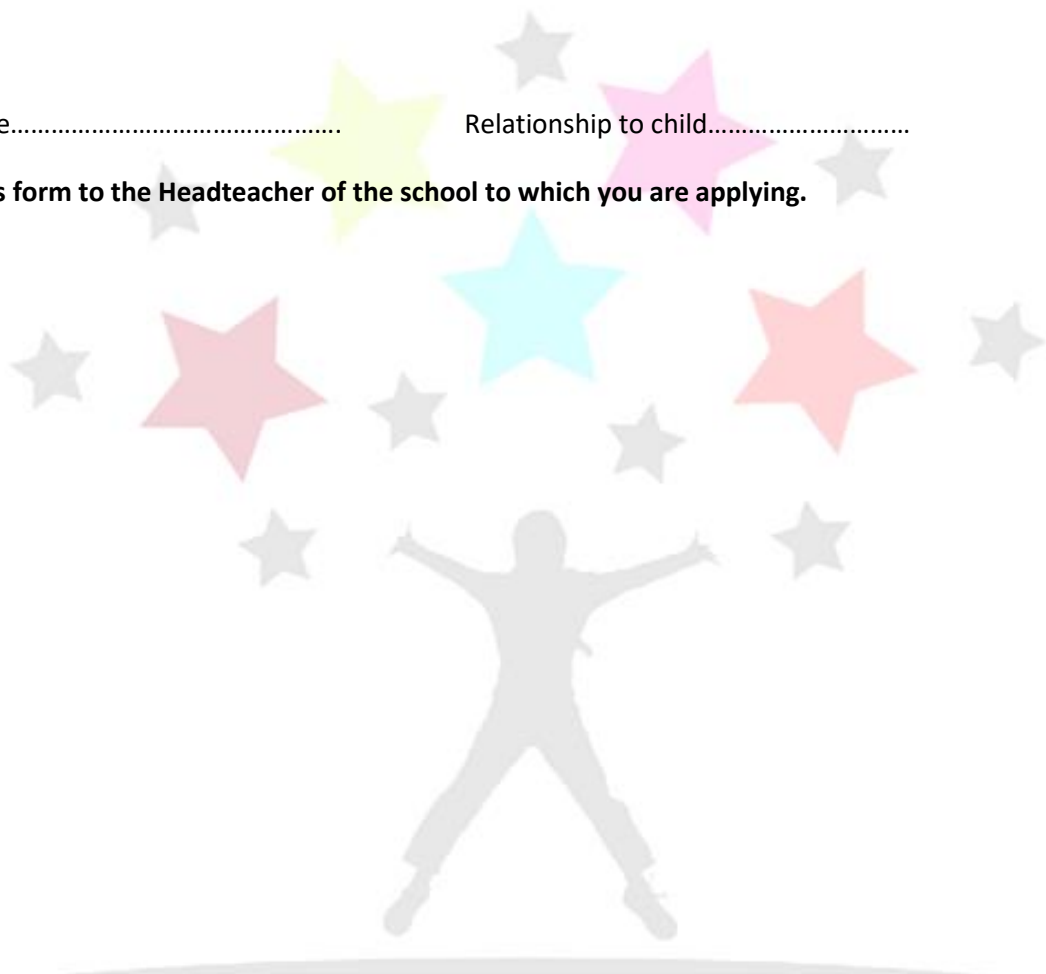 e…………………………………………. Relationship to child…………………………
s form to the Headteacher of the school to which you are applying.